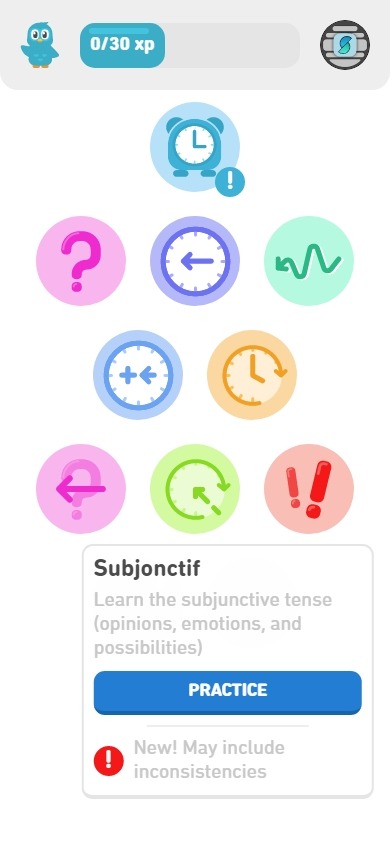 0/30 xp
Subjonctif
Learn the subjunctive tense
(opinions, emotions, and
possibilities)
PRACTICE
New! May include
inconsistencies